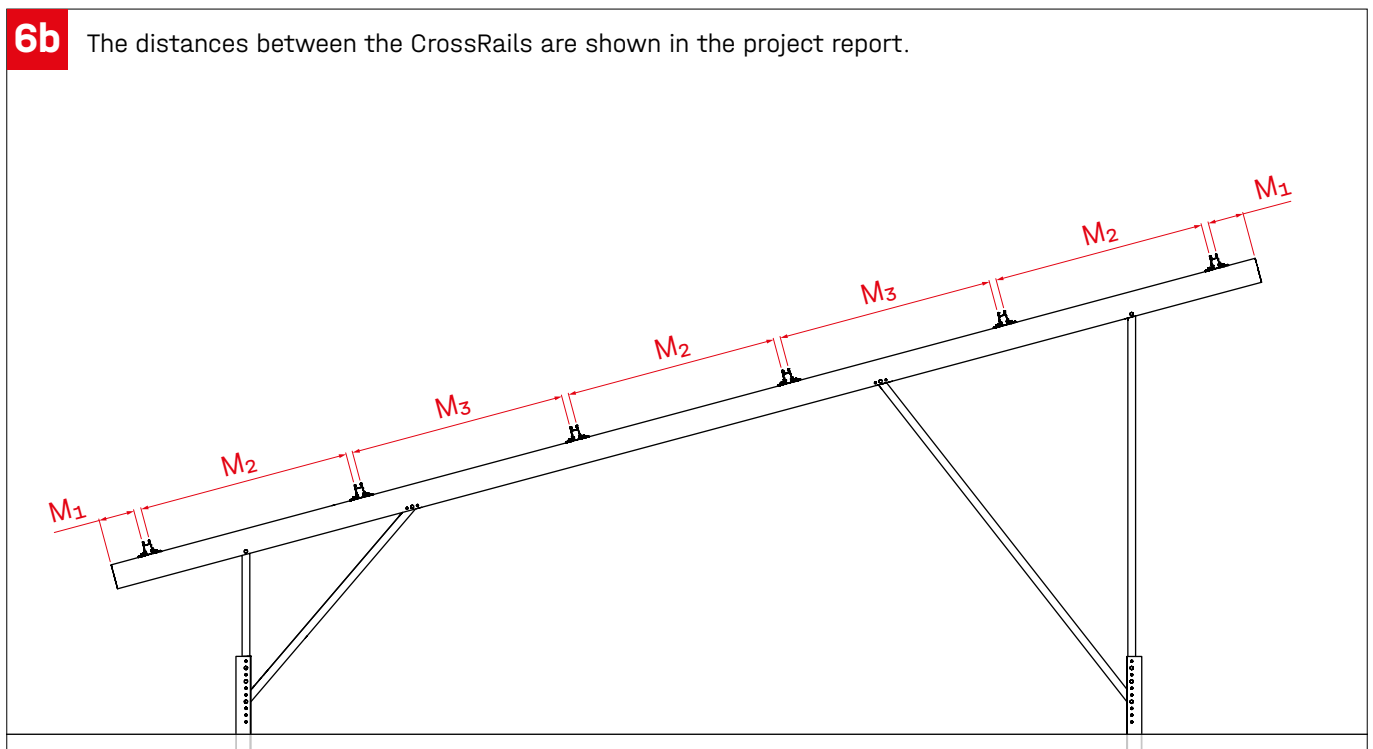 6b The distances between the CrossRails are shown in the project report.
M₁
M₂
M₃
M₂
M₃
M₂
M₁